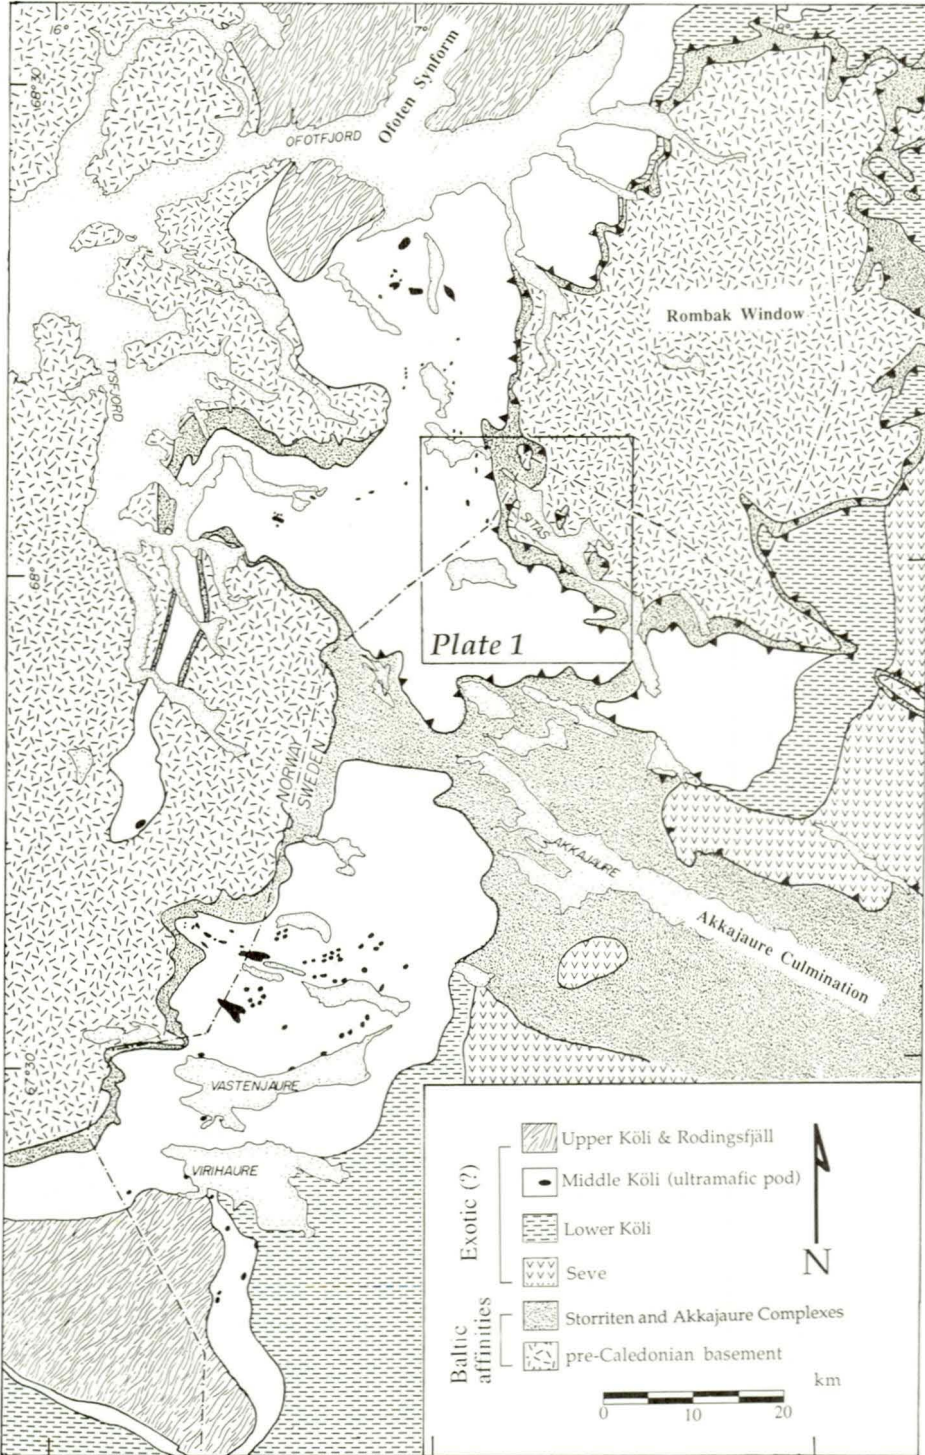 16°
17°
18°
68° 30'
Ofoten Synform
OFOTFJORD
Rombak Window
TYSFJORD
STAS
68°
Plate 1
NORWAY
SWEDEN
AKKAJAURE
Akkajaure Culmination
67° 30'
VASTENJAURE
VIRIHAURE
Exotic (?)
Upper Köli & Rodingsfjäll
Middle Köli (ultramafic pod)
Lower Köli
Seve
Baltic
affinities
Storriten and Akkajaure Complexes
pre-Caledonian basement
N
km
0 10 20